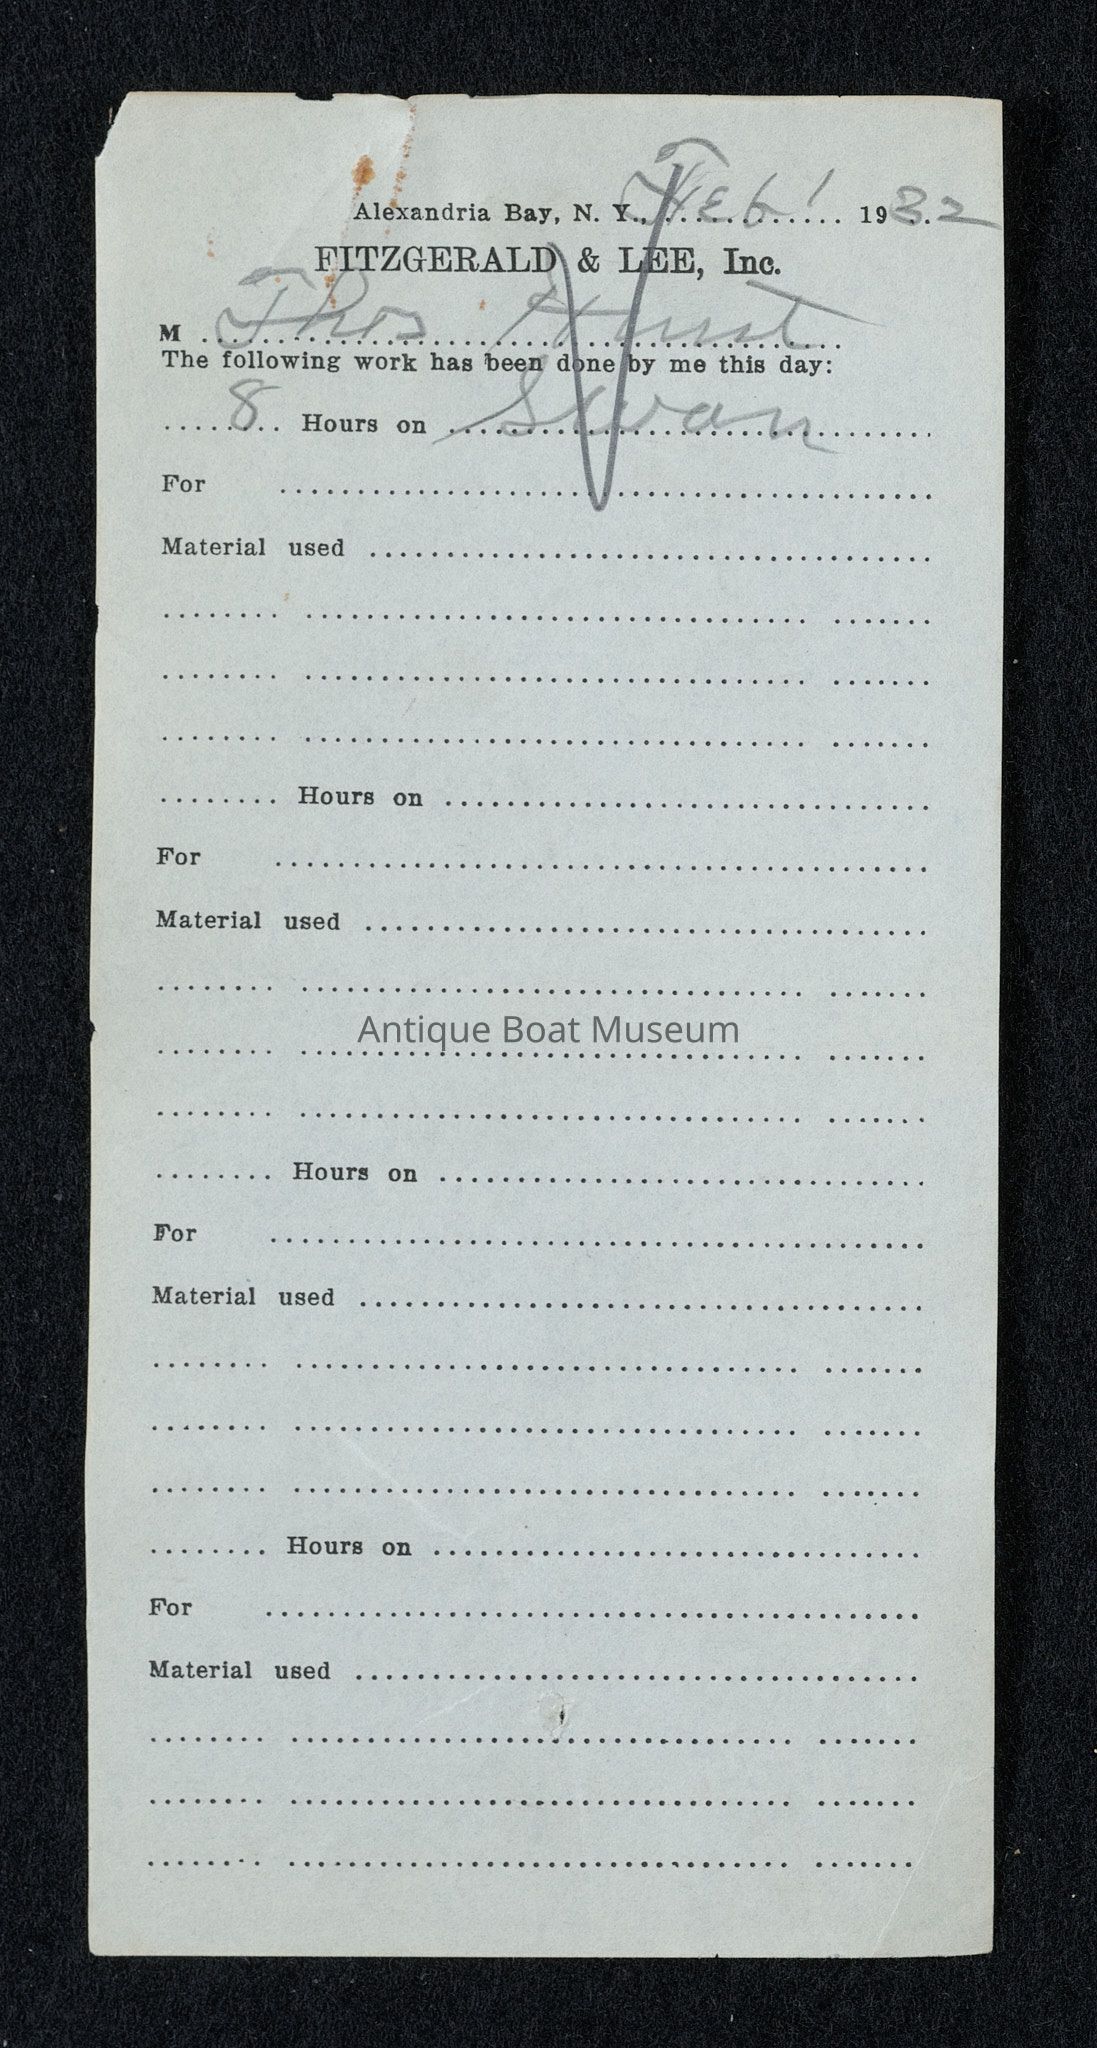 Alexandria Bay, N. Y., Feb 1 1932
FITZGERALD & LEE, Inc.
M Thos Hunt
The following work has been done by me this day:
8 Hours on Swan
For
Material used
Hours on
For
Material used
Antique Boat Museum
Hours on
For
Material used
Hours on
For
Material used